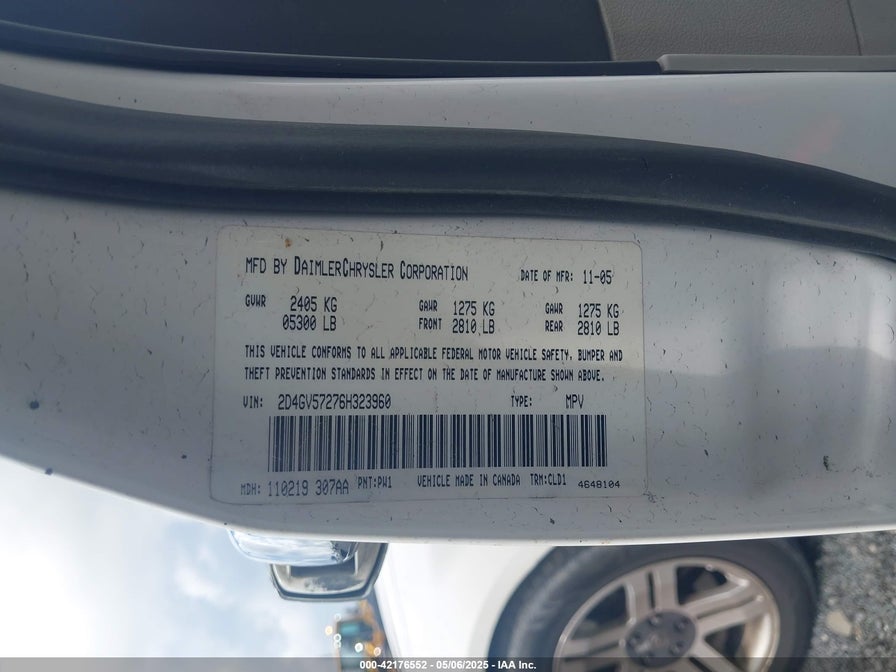 MFD BY DAIMLERCHRYSLER CORPORATION DATE OF MFR: 11-05
GVWR 2405 KG GAWR 1275 KG GAWR 1275 KG
05300 LB FRONT 2810 LB REAR 2810 LB
THIS VEHICLE CONFORMS TO ALL APPLICABLE FEDERAL MOTOR VEHICLE SAFETY, BUMPER AND
THEFT PREVENTION STANDARDS IN EFFECT ON THE DATE OF MANUFACTURE SHOWN ABOVE.
VIN: 2D4GV57276H323960 TYPE: MPV
MDH: 110219 307AA PNT:PW1 VEHICLE MADE IN CANADA TRM:CLD1 4648104
000-42176552 — 05/06/2025 — IAA Inc.